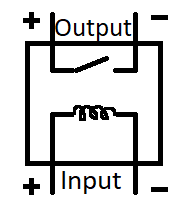 + Output −
+ Input −